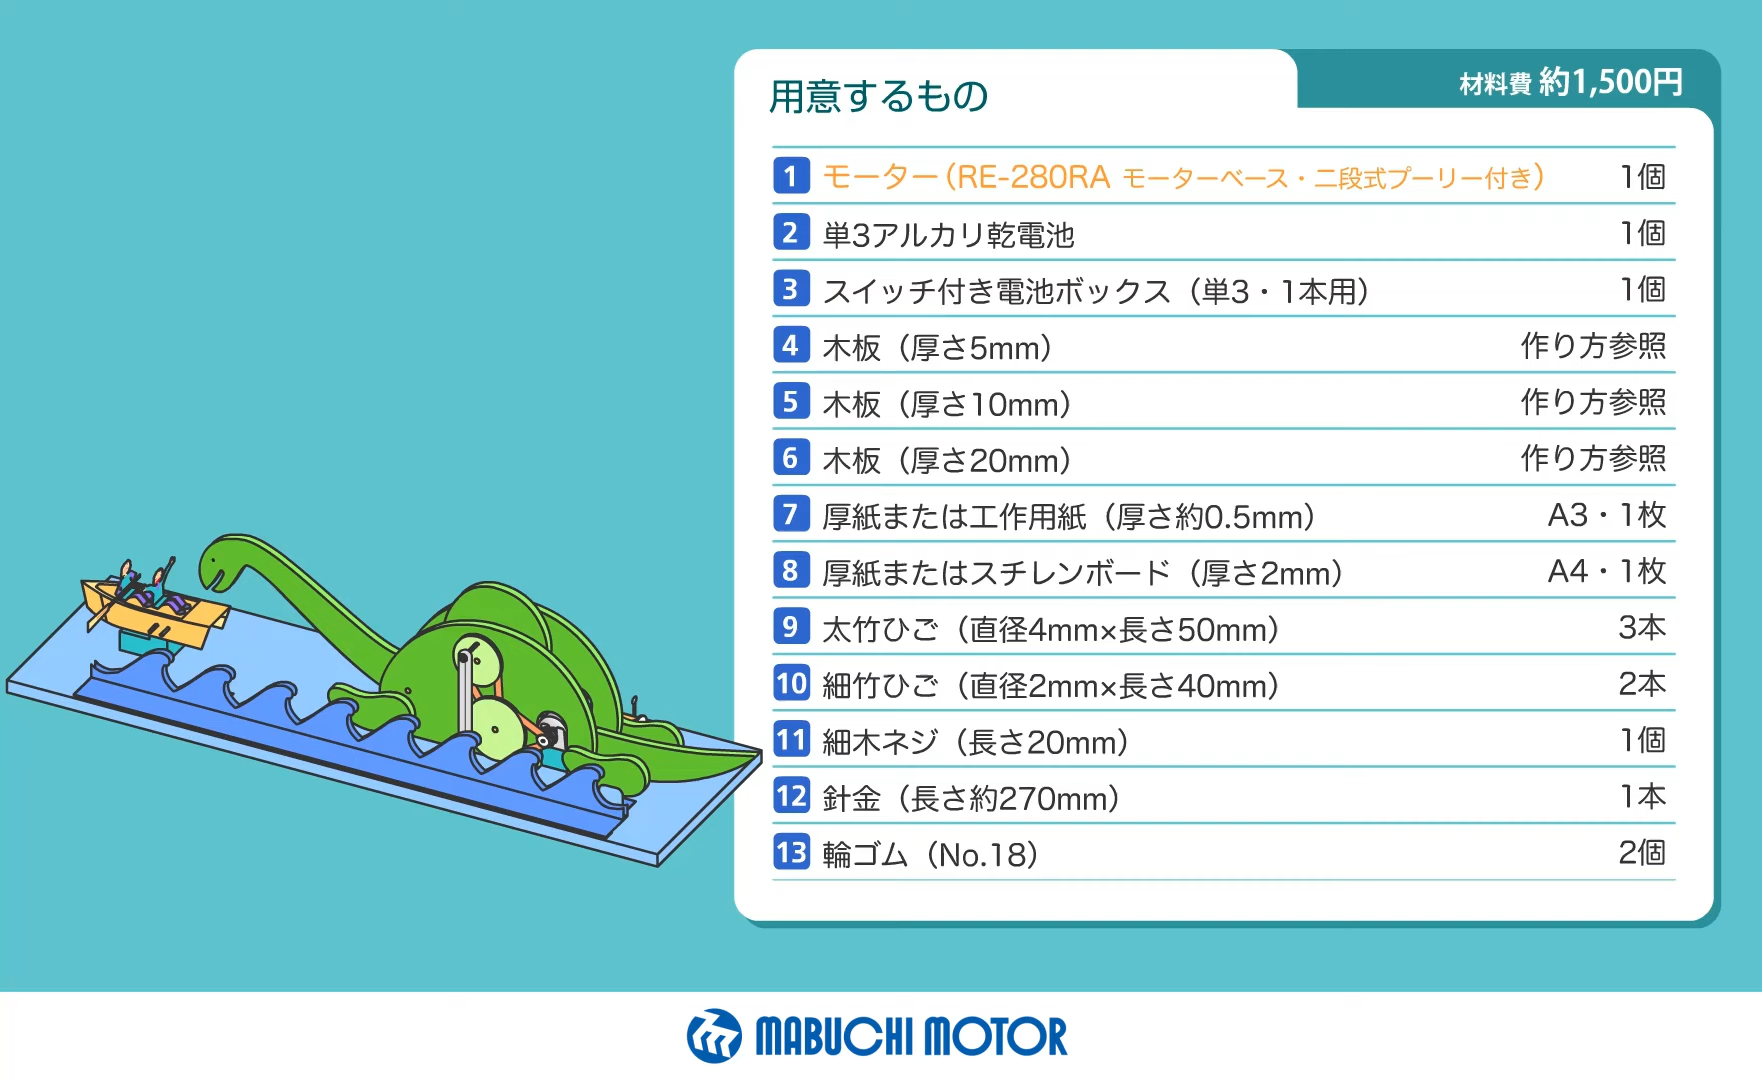 用意するもの
材料費 約1,500円
1 モーター（RE-280RA モーターベース・二段式プーリー付き） 1個
2 単3アルカリ乾電池 1個
3 スイッチ付き電池ボックス（単3・1本用） 1個
4 木板（厚さ5mm） 作り方参照
5 木板（厚さ10mm） 作り方参照
6 木板（厚さ20mm） 作り方参照
7 厚紙または工作用紙（厚さ約0.5mm） A3・1枚
8 厚紙またはスチレンボード（厚さ2mm） A4・1枚
9 太竹ひご（直径4mm×長さ50mm） 3本
10 細竹ひご（直径2mm×長さ40mm） 2本
11 細木ネジ（長さ20mm） 1個
12 針金（長さ約270mm） 1本
13 輪ゴム（No.18） 2個
MABUCHI MOTOR